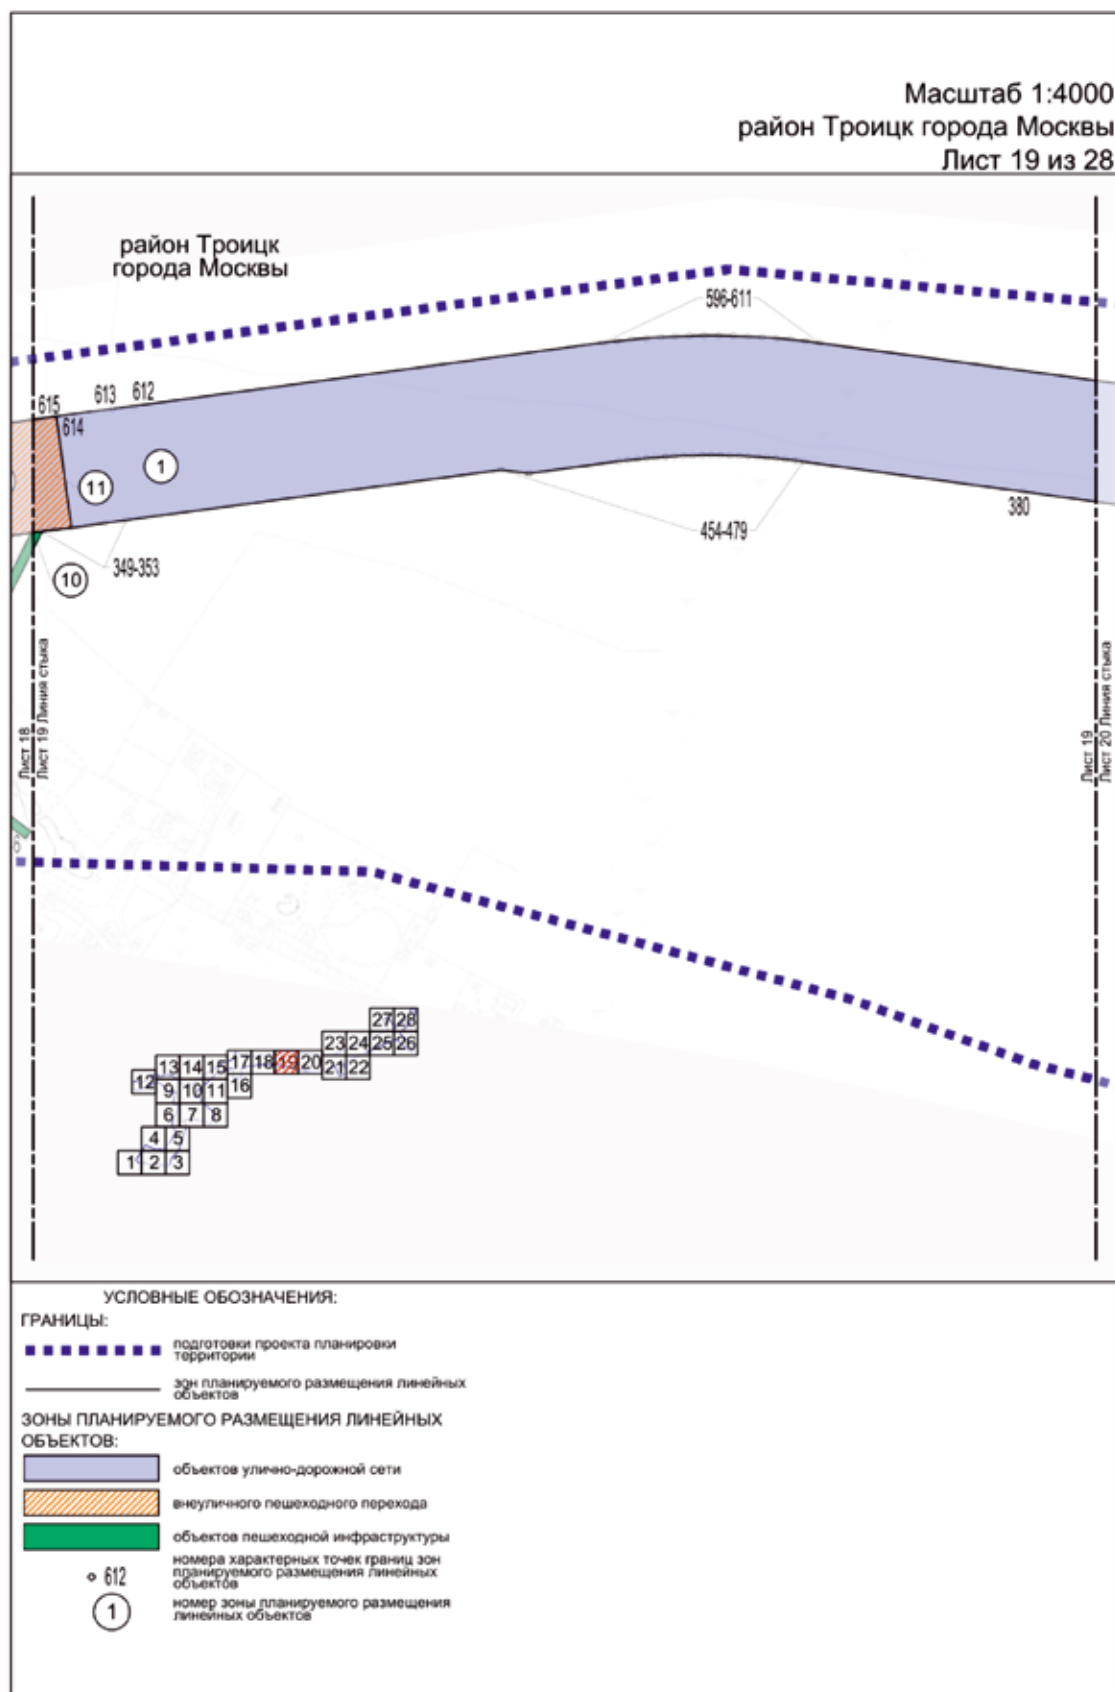 Масштаб 1:4000
район Троицк города Москвы
Лист 19 из 28
район Троицк
города Москвы
596-611
615
613
612
614
1
11
349-353
10
454-479
380
Лист 18
Лист 19 Линия стыка
Лист 19
Лист 20 Линия стыка
27 28
23 24 25 26
13 14 15 17 18 19 20 21 22
12 9 10 11 16
6 7 8
4 5
1 2 3
УСЛОВНЫЕ ОБОЗНАЧЕНИЯ:
ГРАНИЦЫ:
подготовки проекта планировки
территории
зон планируемого размещения линейных
объектов
ЗОНЫ ПЛАНИРУЕМОГО РАЗМЕЩЕНИЯ ЛИНЕЙНЫХ
ОБЪЕКТОВ:
объектов улично-дорожной сети
внеуличного пешеходного перехода
объектов пешеходной инфраструктуры
612
номера характерных точек границ зон
планируемого размещения линейных
объектов
1
номер зоны планируемого размещения
линейных объектов